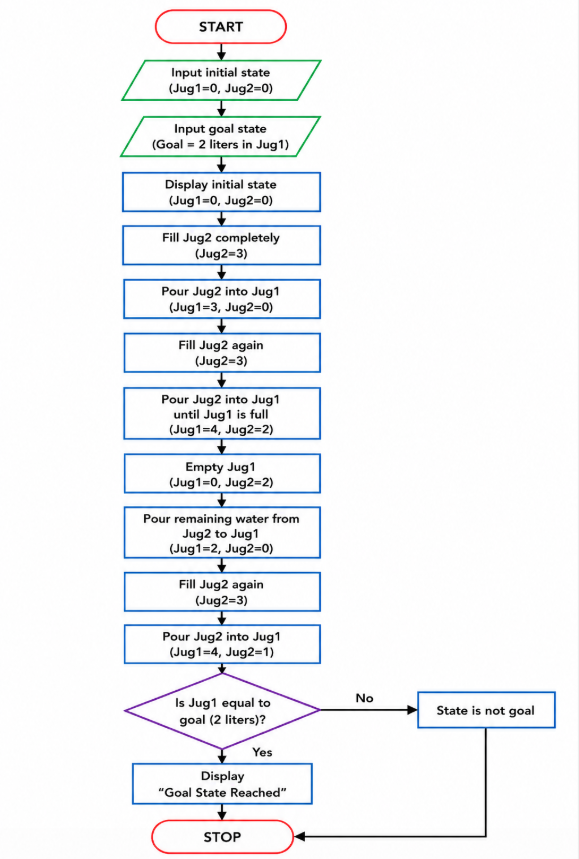 START
Input initial state
(Jug1=0, Jug2=0)
Input goal state
(Goal = 2 liters in Jug1)
Display initial state
(Jug1=0, Jug2=0)
Fill Jug2 completely
(Jug2=3)
Pour Jug2 into Jug1
(Jug1=3, Jug2=0)
Fill Jug2 again
(Jug2=3)
Pour Jug2 into Jug1
until Jug1 is full
(Jug1=4, Jug2=2)
Empty Jug1
(Jug1=0, Jug2=2)
Pour remaining water from
Jug2 to Jug1
(Jug1=2, Jug2=0)
Fill Jug2 again
(Jug2=3)
Pour Jug2 into Jug1
(Jug1=4, Jug2=1)
Is Jug1 equal to
goal (2 liters)?
No
State is not goal
Yes
Display
“Goal State Reached”
STOP